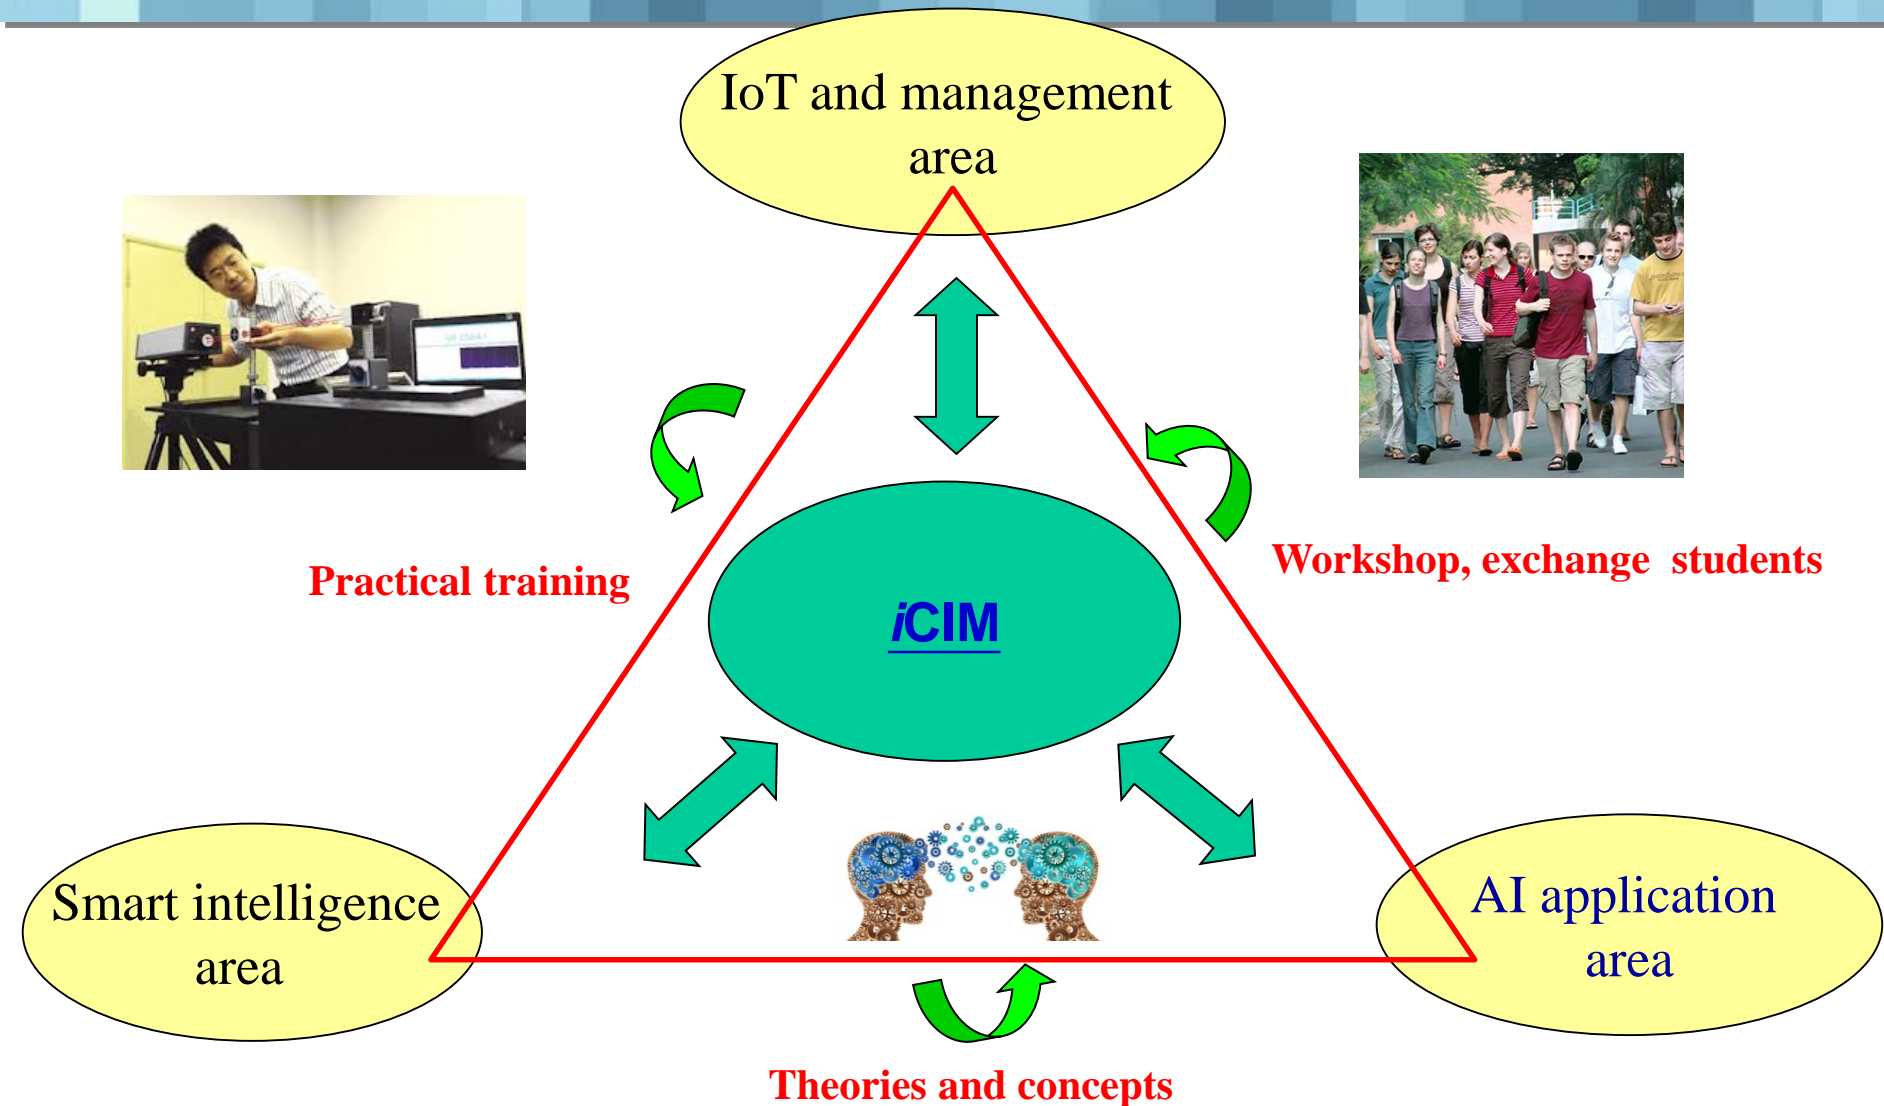 IoT and management
area
Practical training
Workshop, exchange  students
iCIM
Smart intelligence
area
AI application
area
Theories and concepts